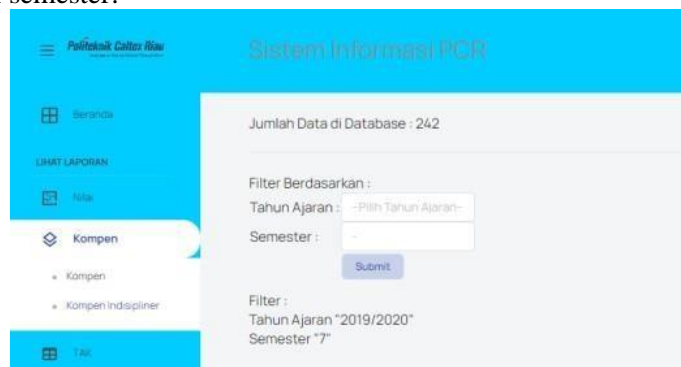 semester.
Politeknik Caltex Riau
Sistem Informasi PCR
Beranda
Jumlah Data di Database : 242
LIHAT LAPORAN
Nilai
Filter Berdasarkan :
Tahun Ajaran : --Pilih Tahun Ajaran--
Kompen
Semester : -
Submit
Kompen
Kompen Indisipliner
Filter :
Tahun Ajaran "2019/2020"
Semester "7"
TAK